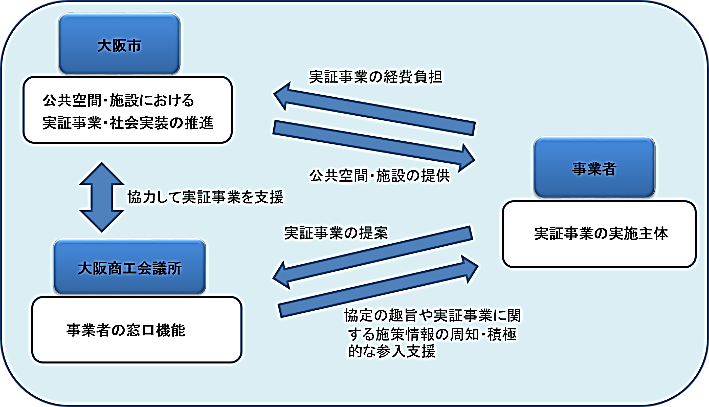 大阪市
公共空間・施設における
実証事業・社会実装の推進
実証事業の経費負担
公共空間・施設の提供
事業者
実証事業の実施主体
協力して実証事業を支援
大阪商工会議所
事業者の窓口機能
実証事業の提案
協定の趣旨や実証事業に関
する施策情報の周知・積極
的な参入支援